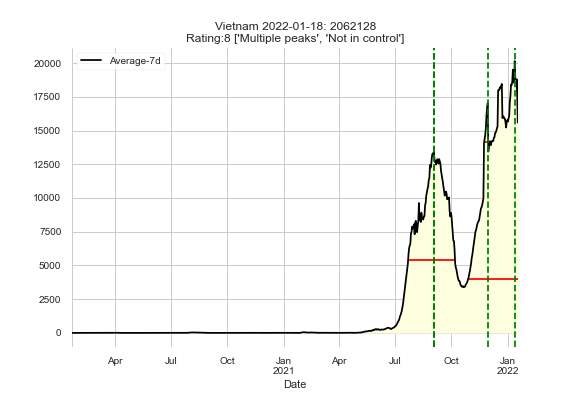 Vietnam 2022-01-18: 2062128
Rating:8 ['Multiple peaks', 'Not in control']
Average-7d
20000
17500
15000
12500
10000
7500
5000
2500
0
Apr Jul Oct Jan Apr Jul Oct Jan
2021 2022
Date